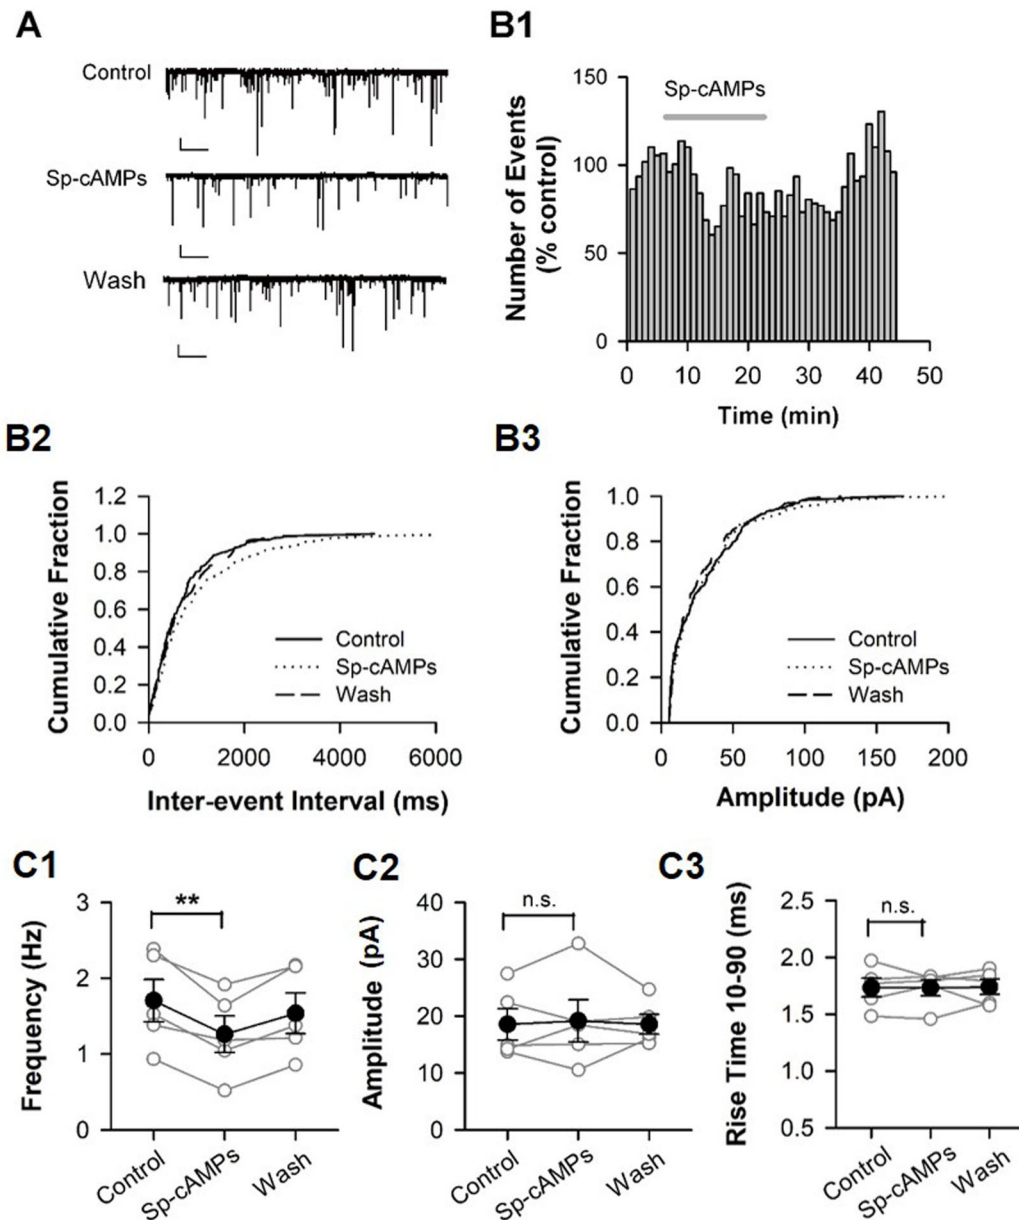 A
Control
Sp-cAMPs
Wash
B1
Number of Events
(% control)
150
100
50
0
Sp-cAMPs
0 10 20 30 40 50
Time (min)
B2
Cumulative Fraction
1.2
1.0
0.8
0.6
0.4
0.2
0.0
Control
Sp-cAMPs
Wash
0 2000 4000 6000
Inter-event Interval (ms)
B3
Cumulative Fraction
1.0
0.8
0.6
0.4
0.2
0.0
Control
Sp-cAMPs
Wash
0 50 100 150 200
Amplitude (pA)
C1
Frequency (Hz)
3
2
1
0
**
Control Sp-cAMPs Wash
C2
Amplitude (pA)
40
30
20
10
0
n.s.
Control Sp-cAMPs Wash
C3
Rise Time 10-90 (ms)
2.5
2.0
1.5
1.0
0.5
n.s.
Control Sp-cAMPs Wash